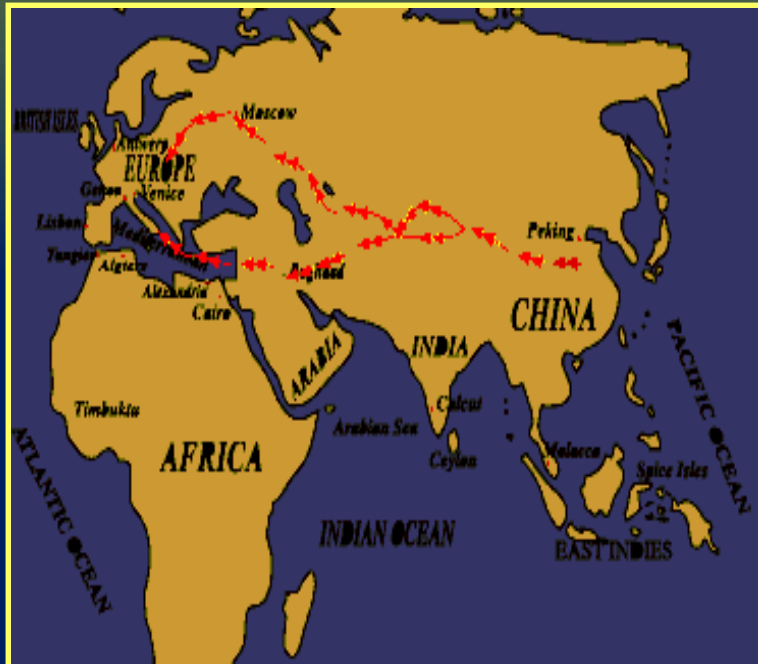 Moscow
BRITISH ISLES
Antwerp
EUROPE
Genoa
Venice
Lisbon
Mediterranean
Tangier
Algiers
Baghdad
Peking
Alexandria
Cairo
CHINA
INDIA
ARABIA
PACIFIC OCEAN
Timbuktu
Calcut
Arabian Sea
Ceylon
Malacca
AFRICA
Spice Isles
ATLANTIC OCEAN
INDIAN OCEAN
EAST INDIES